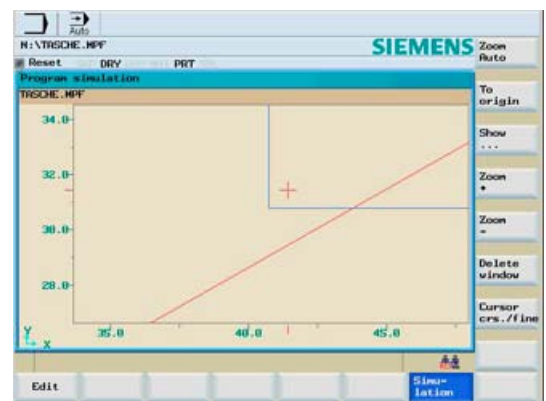 Auto
N:\TASCHE.MPF
SIEMENS
Reset DRY PRT
Program simulation
TASCHE.MPF
34.0
32.0
30.0
28.0
Y
X
35.0 40.0 45.0
Zoom
Auto
To
origin
Show
...
Zoom
+
Zoom
-
Delete
window
Cursor
crs./fine
Edit
Simu-
lation